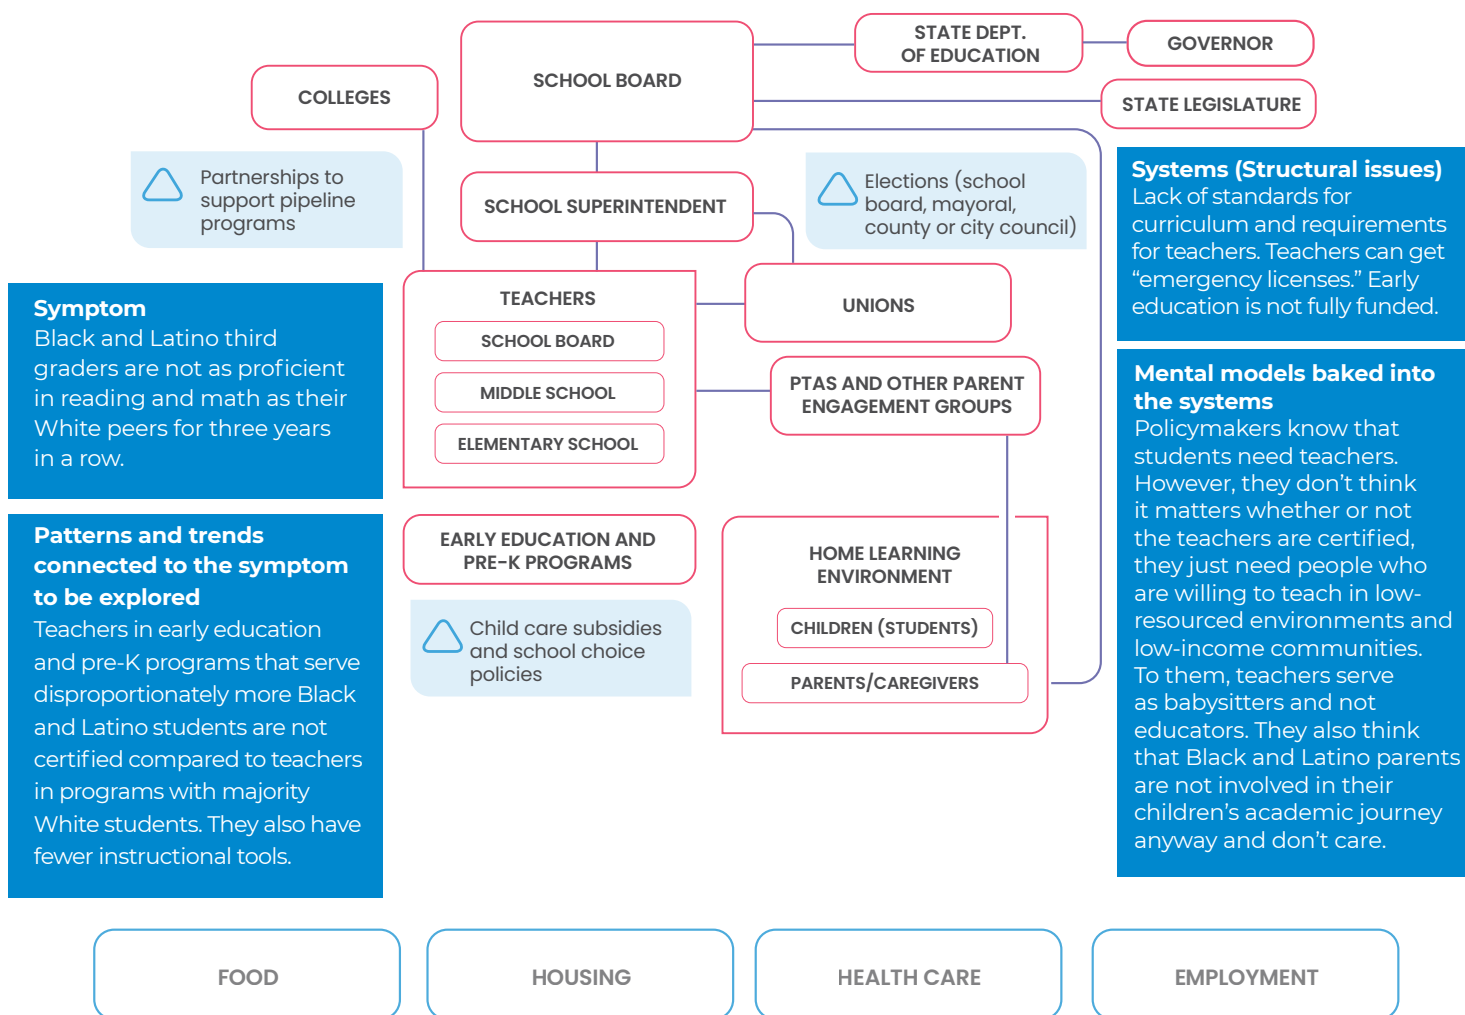 STATE DEPT.
OF EDUCATION
GOVERNOR
SCHOOL BOARD
COLLEGES
STATE LEGISLATURE
Partnerships to
support pipeline
programs
SCHOOL SUPERINTENDENT
Elections (school
board, mayoral,
county or city council)
Systems (Structural issues)
Lack of standards for
curriculum and requirements
for teachers. Teachers can get
“emergency licenses.” Early
education is not fully funded.
TEACHERS
SCHOOL BOARD
MIDDLE SCHOOL
ELEMENTARY SCHOOL
UNIONS
PTAS AND OTHER PARENT
ENGAGEMENT GROUPS
Symptom
Black and Latino third
graders are not as proficient
in reading and math as their
White peers for three years
in a row.
Mental models baked into
the systems
Policymakers know that
students need teachers.
However, they don’t think
it matters whether or not
the teachers are certified,
they just need people who
are willing to teach in low-
resourced environments and
low-income communities.
To them, teachers serve
as babysitters and not
educators. They also think
that Black and Latino parents
are not involved in their
children’s academic journey
anyway and don’t care.
Patterns and trends
connected to the symptom
to be explored
Teachers in early education
and pre-K programs that serve
disproportionately more Black
and Latino students are not
certified compared to teachers
in programs with majority
White students. They also have
fewer instructional tools.
EARLY EDUCATION AND
PRE-K PROGRAMS
Child care subsidies
and school choice
policies
HOME LEARNING
ENVIRONMENT
CHILDREN (STUDENTS)
PARENTS/CAREGIVERS
FOOD
HOUSING
HEALTH CARE
EMPLOYMENT